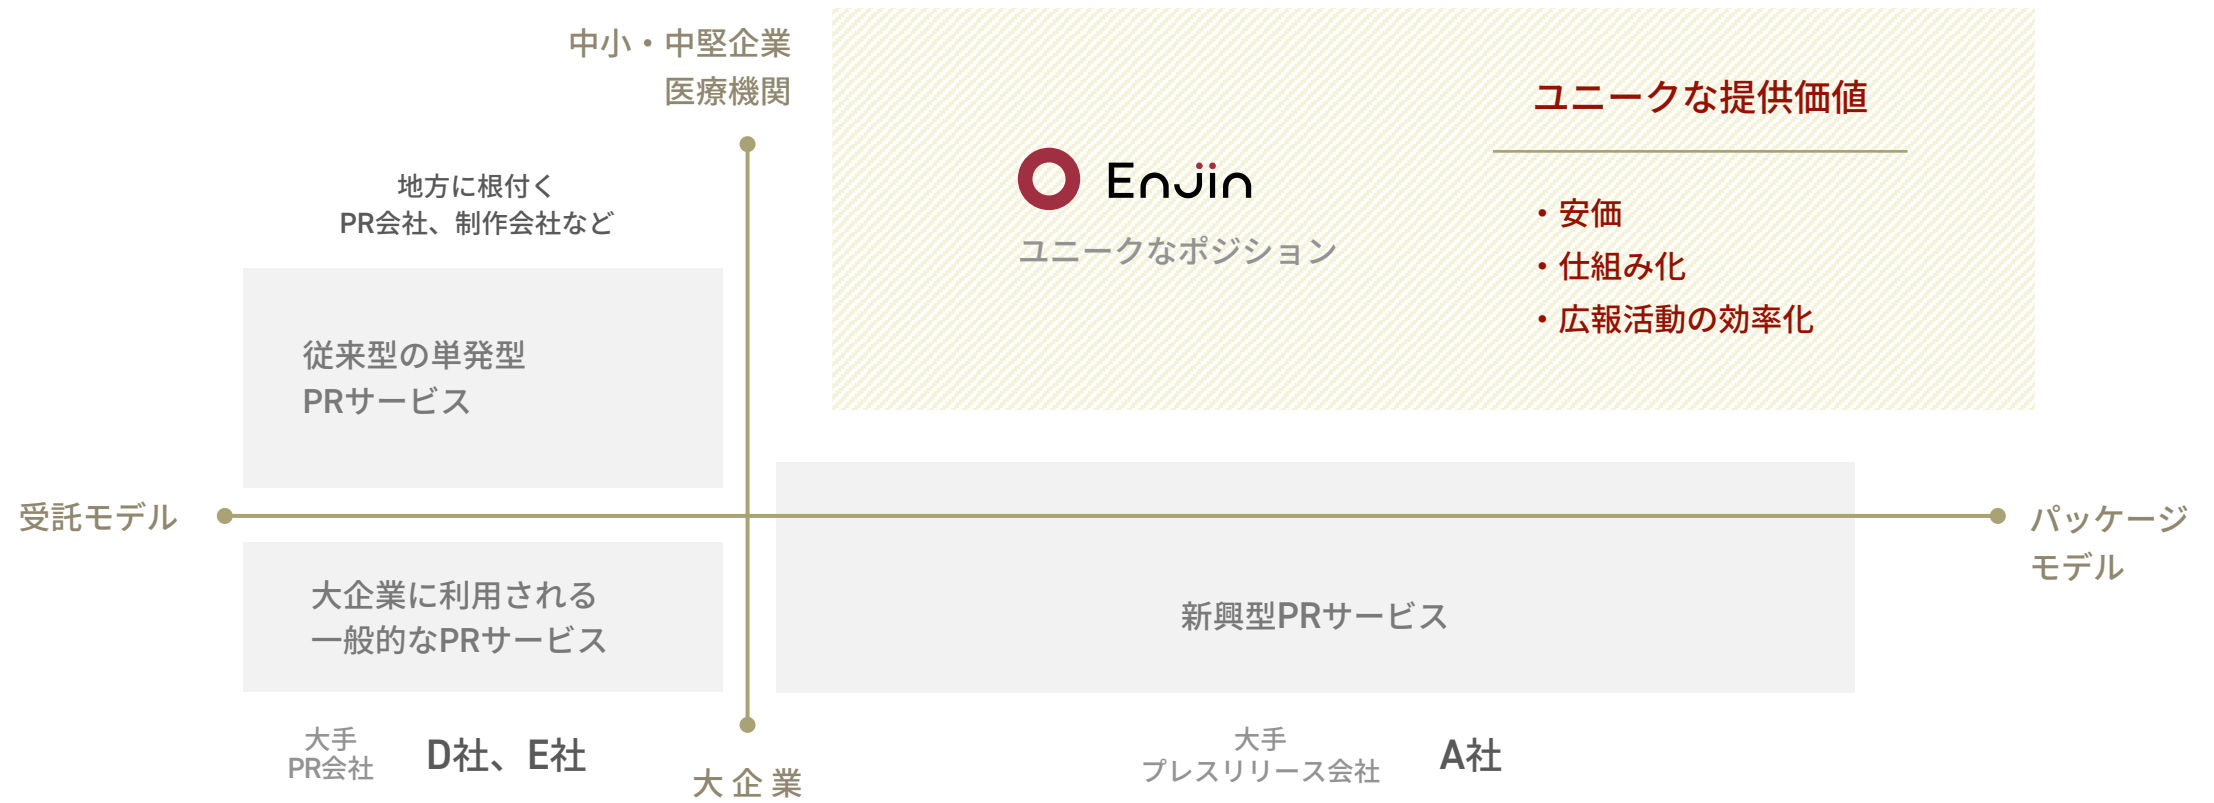 中小・中堅企業
医療機関
地方に根付く
PR会社、制作会社など
従来型の単発型
PRサービス
Enjin
ユニークなポジション
ユニークな提供価値
・安価
・仕組み化
・広報活動の効率化
受託モデル
パッケージ
モデル
大企業に利用される
一般的なPRサービス
新興型PRサービス
大手
PR会社
D社、E社
大企業
大手
プレスリリース会社
A社